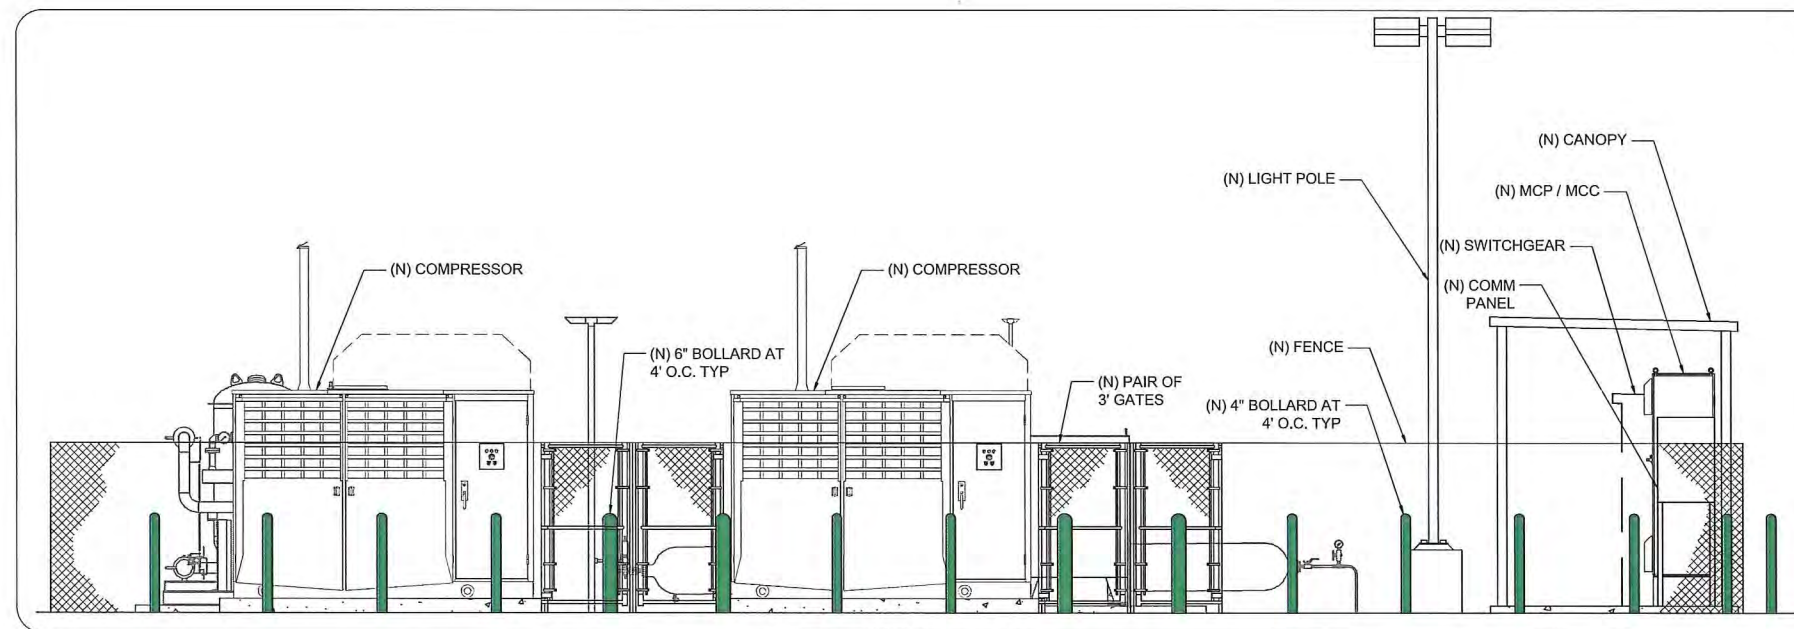 (N) CANOPY
(N) LIGHT POLE
(N) MCP / MCC
(N) SWITCHGEAR
(N) COMPRESSOR
(N) COMPRESSOR
(N) COMM
PANEL
(N) 6" BOLLARD AT
4' O.C. TYP
(N) FENCE
(N) PAIR OF
3' GATES
(N) 4" BOLLARD AT
4' O.C. TYP